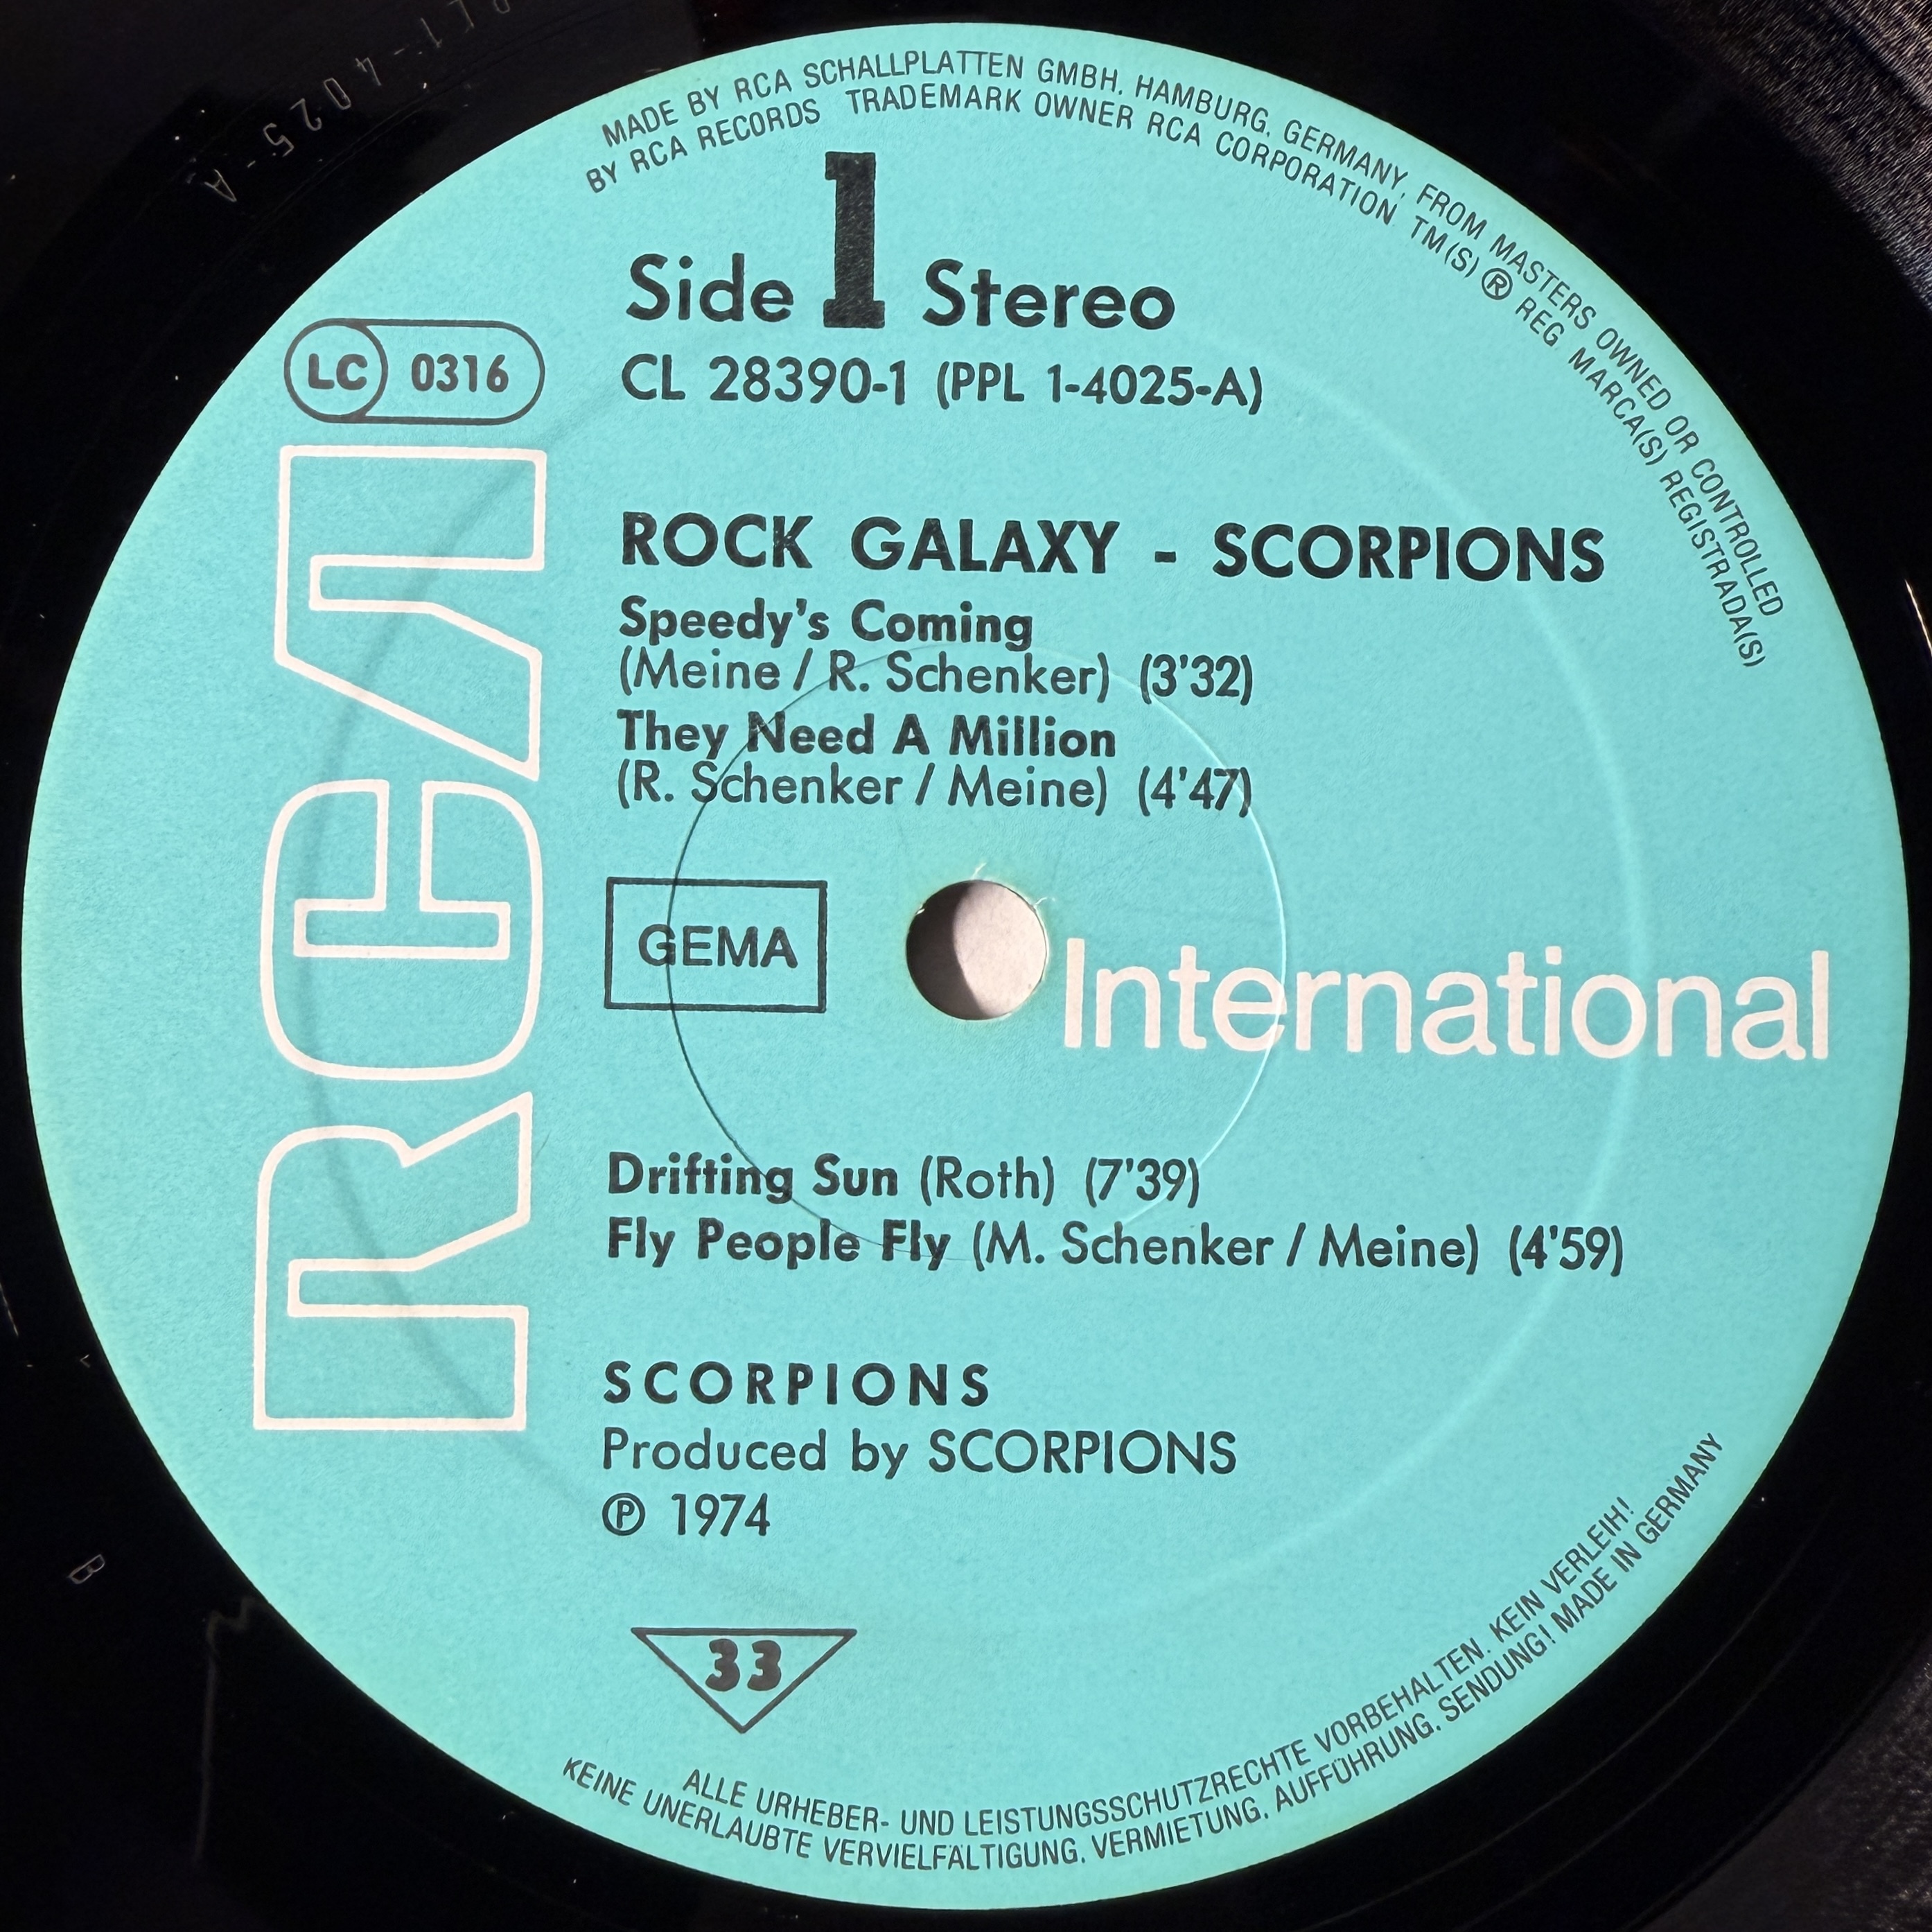 MADE BY RCA SCHALLPLATTEN GMBH, HAMBURG, GERMANY, FROM MASTERS OWNED OR CONTROLLED
BY RCA RECORDS TRADEMARK OWNER RCA CORPORATION TM(S) ® REG MARCA(S) REGISTRADA(S)
Side 1 Stereo
LC 0316
CL 28390-1 (PPL 1-4025-A)
RCA
ROCK GALAXY - SCORPIONS
Speedy's Coming
(Meine / R. Schenker) (3'32)
They Need A Million
(R. Schenker / Meine) (4'47)
GEMA
International
Drifting Sun (Roth) (7'39)
Fly People Fly (M. Schenker / Meine) (4'59)
SCORPIONS
Produced by SCORPIONS
℗ 1974
33
ALLE URHEBER- UND LEISTUNGSSCHUTZRECHTE VORBEHALTEN. KEIN VERLEIH!
KEINE UNERLAUBTE VERVIELFÄLTIGUNG, VERMIETUNG, AUFFÜHRUNG, SENDUNG! MADE IN GERMANY
-4025-A
B